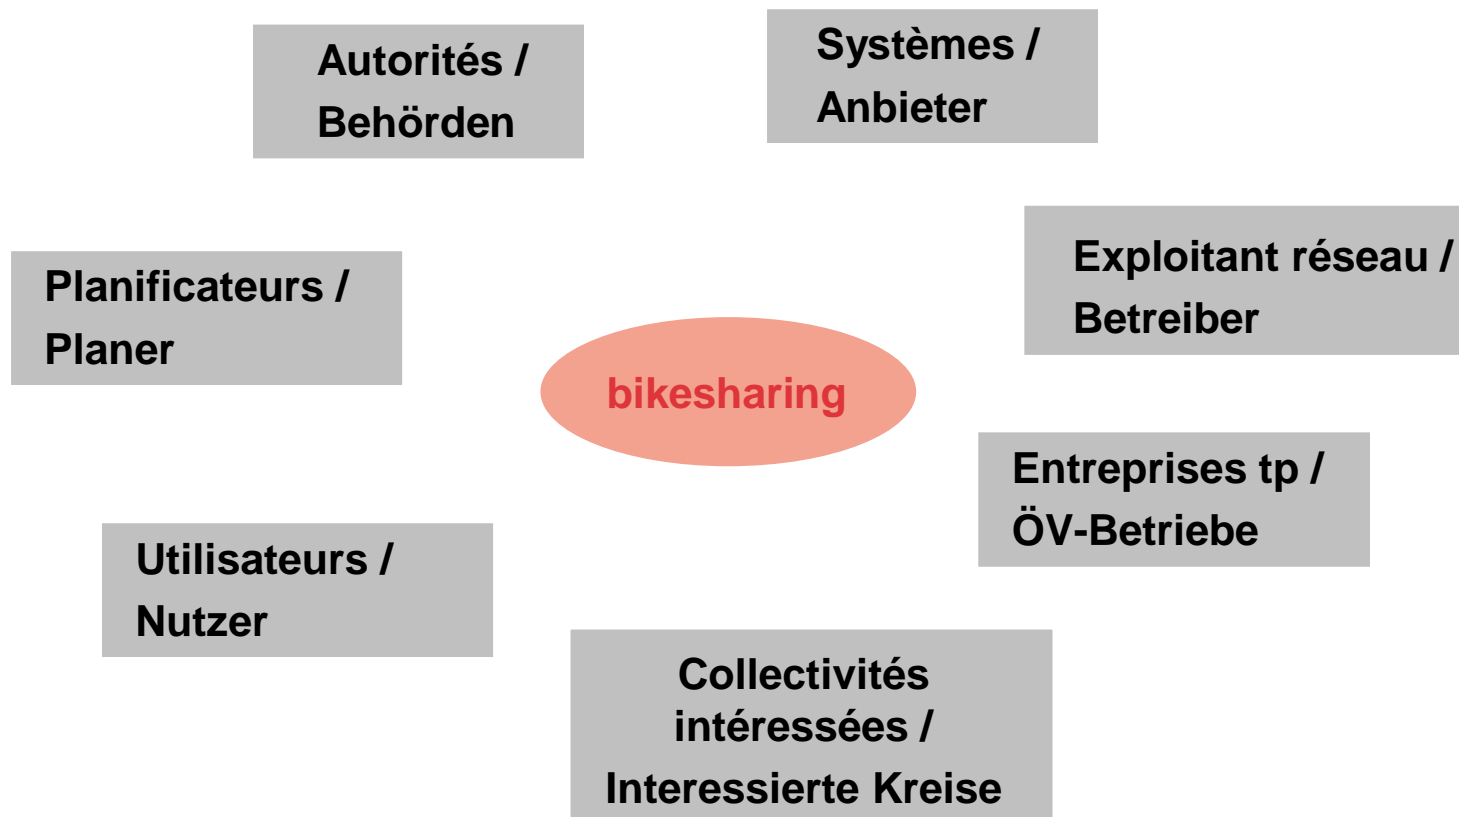 Autorités /
Behörden
Systèmes /
Anbieter
Planificateurs /
Planer
Exploitant réseau /
Betreiber
bikesharing
Entreprises tp /
ÖV-Betriebe
Utilisateurs /
Nutzer
Collectivités
intéressées /
Interessierte Kreise